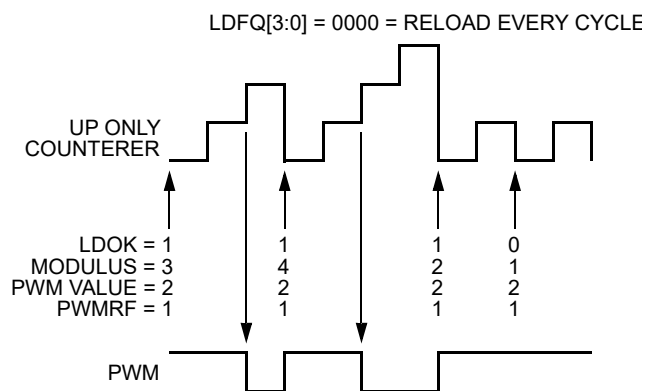 LDFQ[3:0] = 0000 = RELOAD EVERY CYCLE
UP ONLY
COUNTERER
LDOK = 1 1 1 0
MODULUS = 3 4 2 1
PWM VALUE = 2 2 2 2
PWMRF = 1 1 1 1
PWM